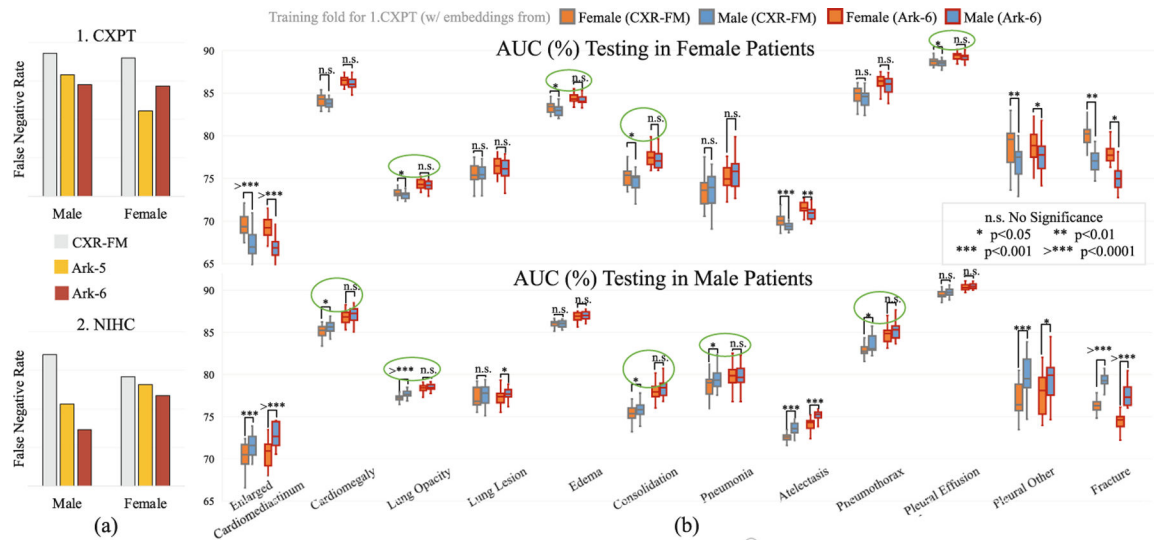 Training fold for 1.CXPT (w/ embeddings from) Female (CXR-FM) Male (CXR-FM) Female (Ark-6) Male (Ark-6)
1. CXPT
False Negative Rate
Male Female
CXR-FM
Ark-5
Ark-6
2. NIHC
False Negative Rate
Male Female
(a)
AUC (%) Testing in Female Patients
90
85
80
75
70
65
>*** >***
n.s. n.s.
* n.s.
n.s. n.s.
* n.s.
* n.s.
n.s. n.s.
*** **
n.s. n.s.
* n.s.
** *
** *
n.s. No Significance
* p<0.05 ** p<0.01
*** p<0.001 >*** p<0.0001
AUC (%) Testing in Male Patients
90
85
80
75
70
65
*** >***
* n.s.
>*** n.s.
n.s. *
n.s. n.s.
* n.s.
* n.s.
*** ***
* n.s.
n.s. n.s.
*** *
>*** >***
Enlarged
Cardiomediastinum
Cardiomegaly
Lung Opacity
Lung Lesion
Edema
Consolidation
Pneumonia
Atelectasis
Pneumothorax
Pleural Effusion
Pleural Other
Fracture
(b)